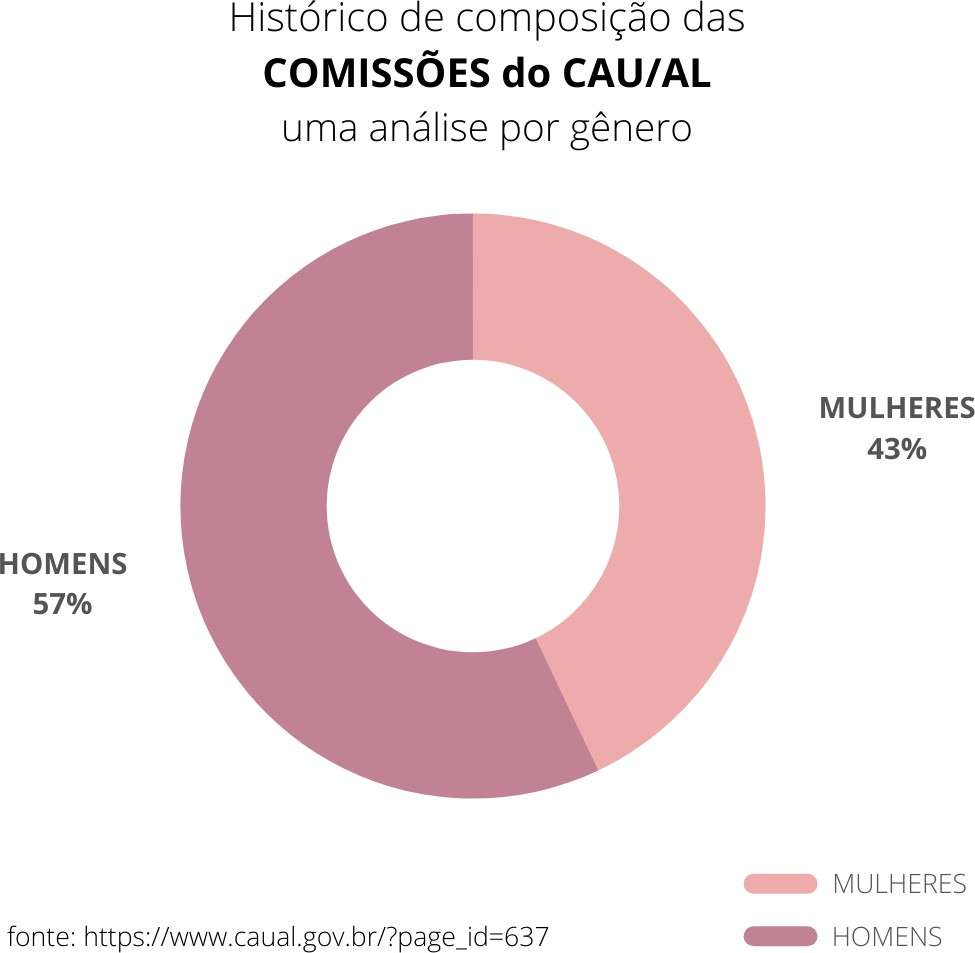 Histórico de composição das
COMISSÕES do CAU/AL
uma análise por gênero
MULHERES
43%
HOMENS
57%
MULHERES
HOMENS
fonte: https://www.caual.gov.br/?page_id=637